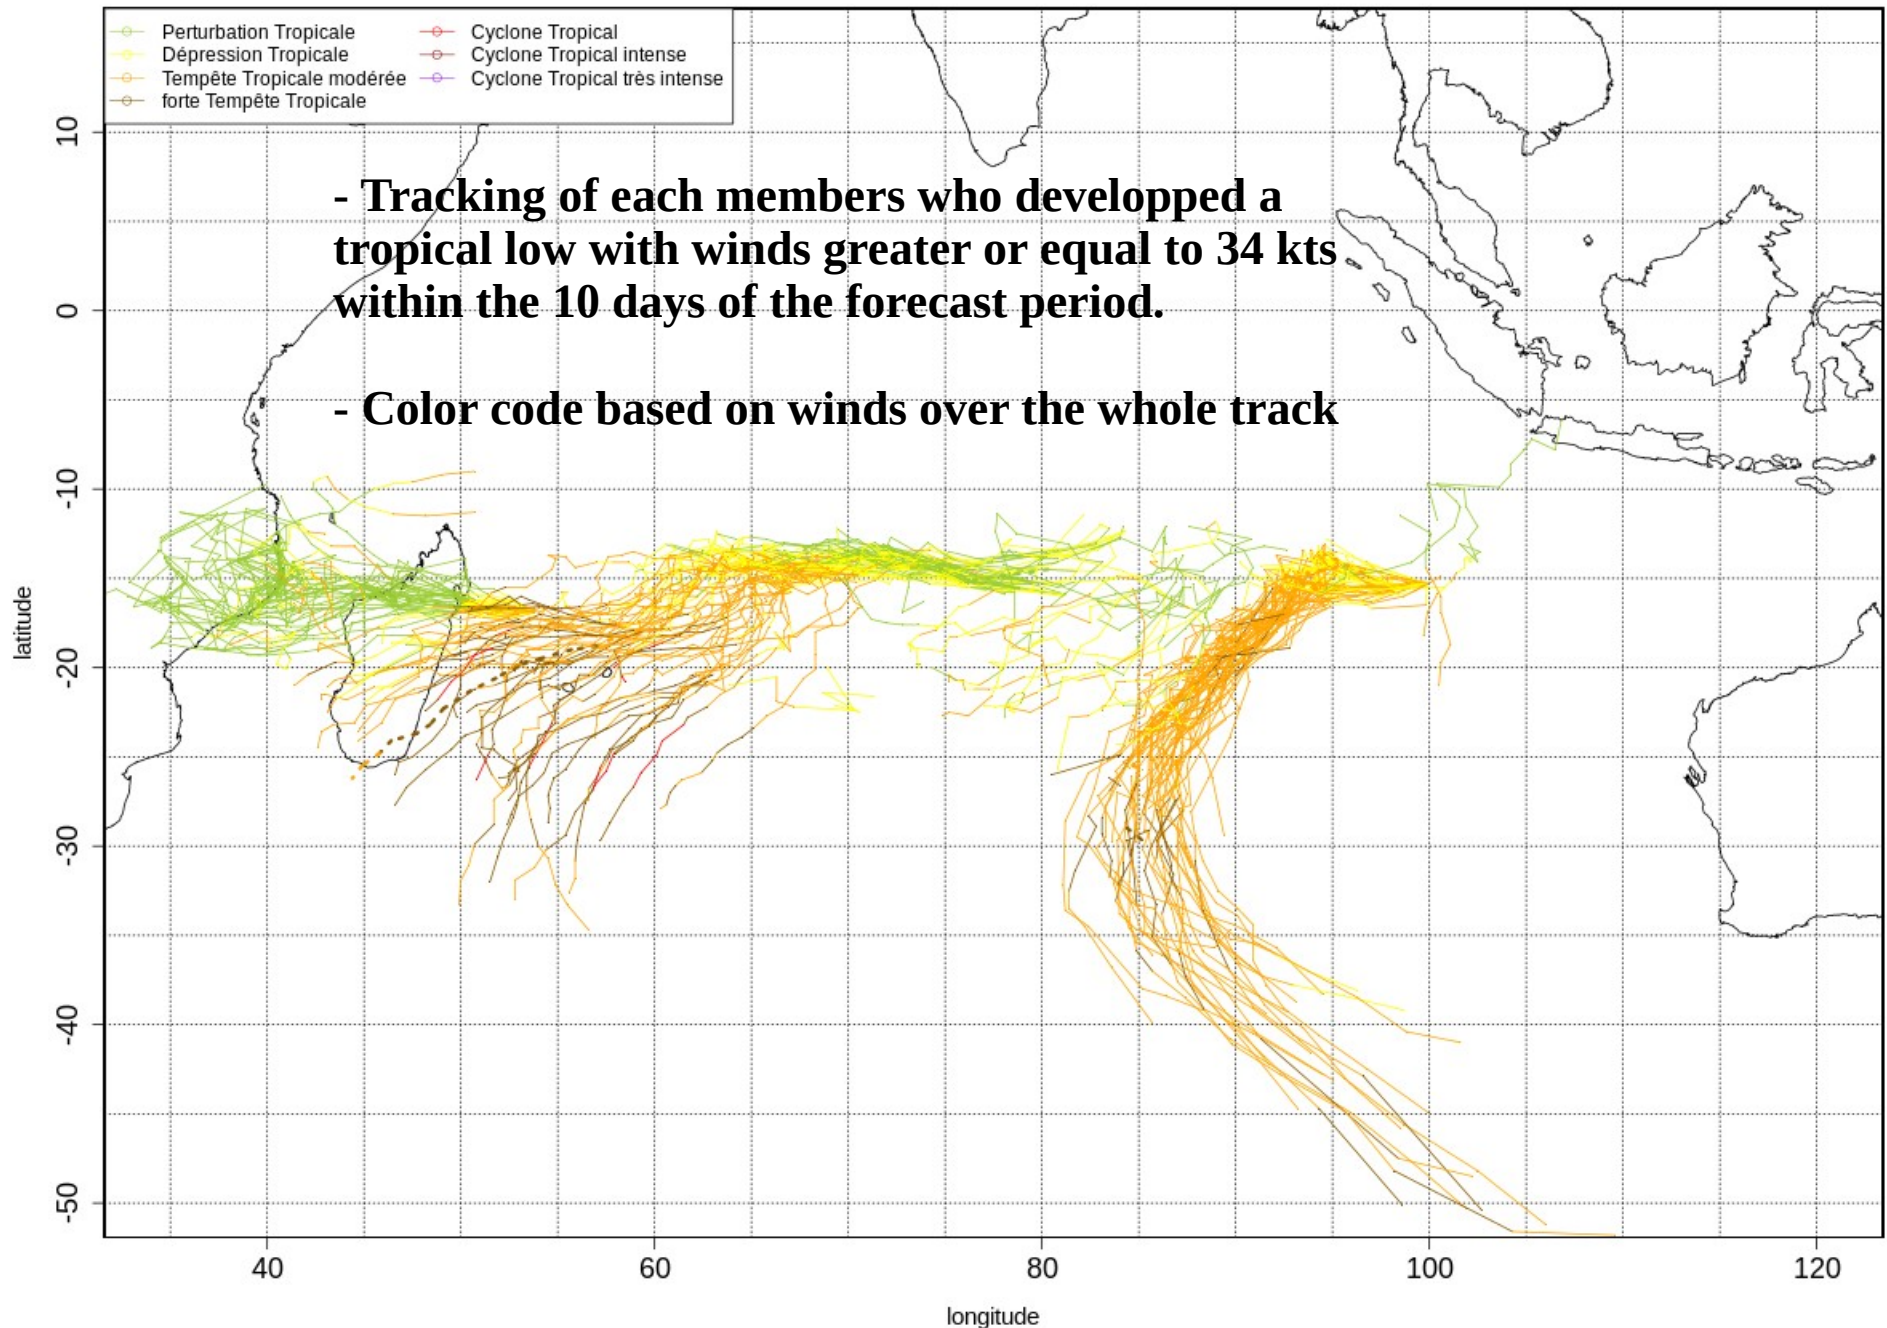 Perturbation Tropicale
Dépression Tropicale
Tempête Tropicale modérée
forte Tempête Tropicale
Cyclone Tropical
Cyclone Tropical intense
Cyclone Tropical très intense
- Tracking of each members who developped a
tropical low with winds greater or equal to 34 kts
within the 10 days of the forecast period.
- Color code based on winds over the whole track
latitude
10
0
-10
-20
-30
-40
-50
40
60
80
100
120
longitude